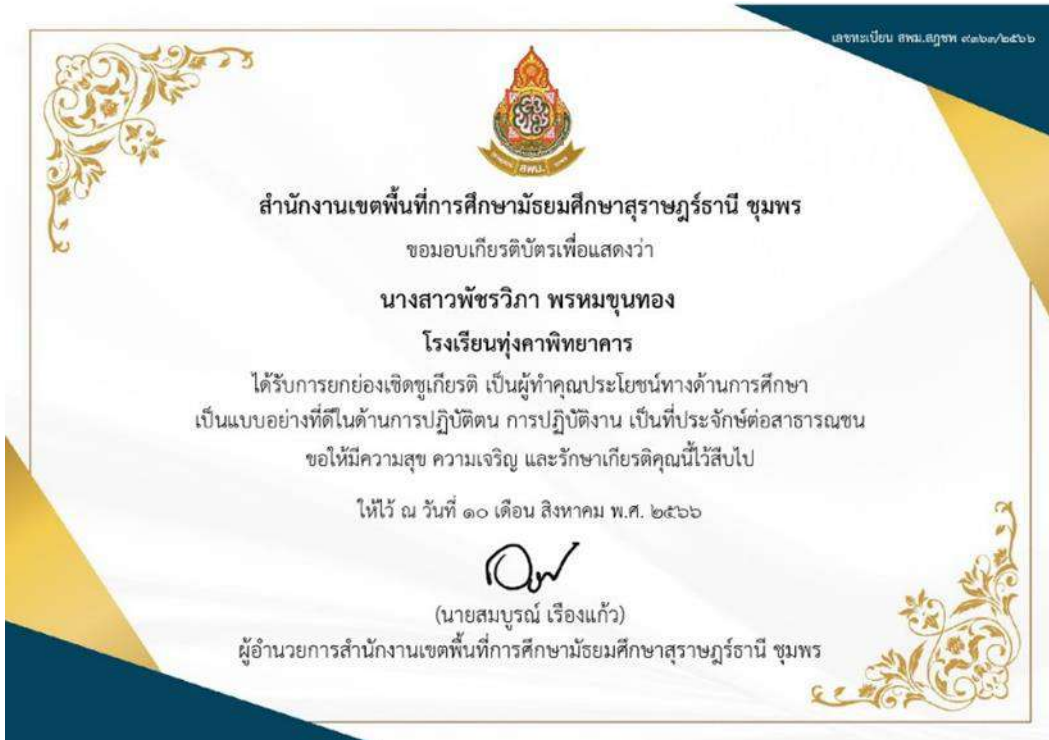 เลขทะเบียน สพม.สฎชพ ๙๓๖๓/๒๕๖๖
สพม.
สำนักงานเขตพื้นที่การศึกษามัธยมศึกษาสุราษฎร์ธานี ชุมพร
ขอมอบเกียรติบัตรเพื่อแสดงว่า
นางสาวพัชรวิภา พรหมขุนทอง
โรงเรียนทุ่งคาพิทยาคาร
ได้รับการยกย่องเชิดชูเกียรติ เป็นผู้ทำคุณประโยชน์ทางด้านการศึกษา
เป็นแบบอย่างที่ดีในด้านการปฏิบัติตน การปฏิบัติงาน เป็นที่ประจักษ์ต่อสาธารณชน
ขอให้มีความสุข ความเจริญ และรักษาเกียรติคุณนี้ไว้สืบไป
ให้ไว้ ณ วันที่ ๑๐ เดือน สิงหาคม พ.ศ. ๒๕๖๖
(นายสมบูรณ์ เรืองแก้ว)
ผู้อำนวยการสำนักงานเขตพื้นที่การศึกษามัธยมศึกษาสุราษฎร์ธานี ชุมพร